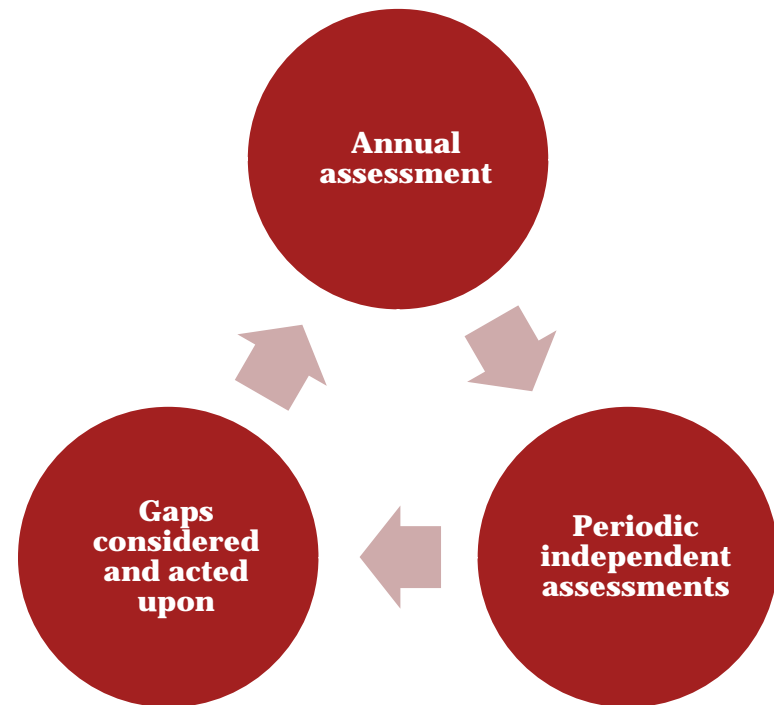 Annual
assessment
Periodic
independent
assessments
Gaps
considered
and acted
upon